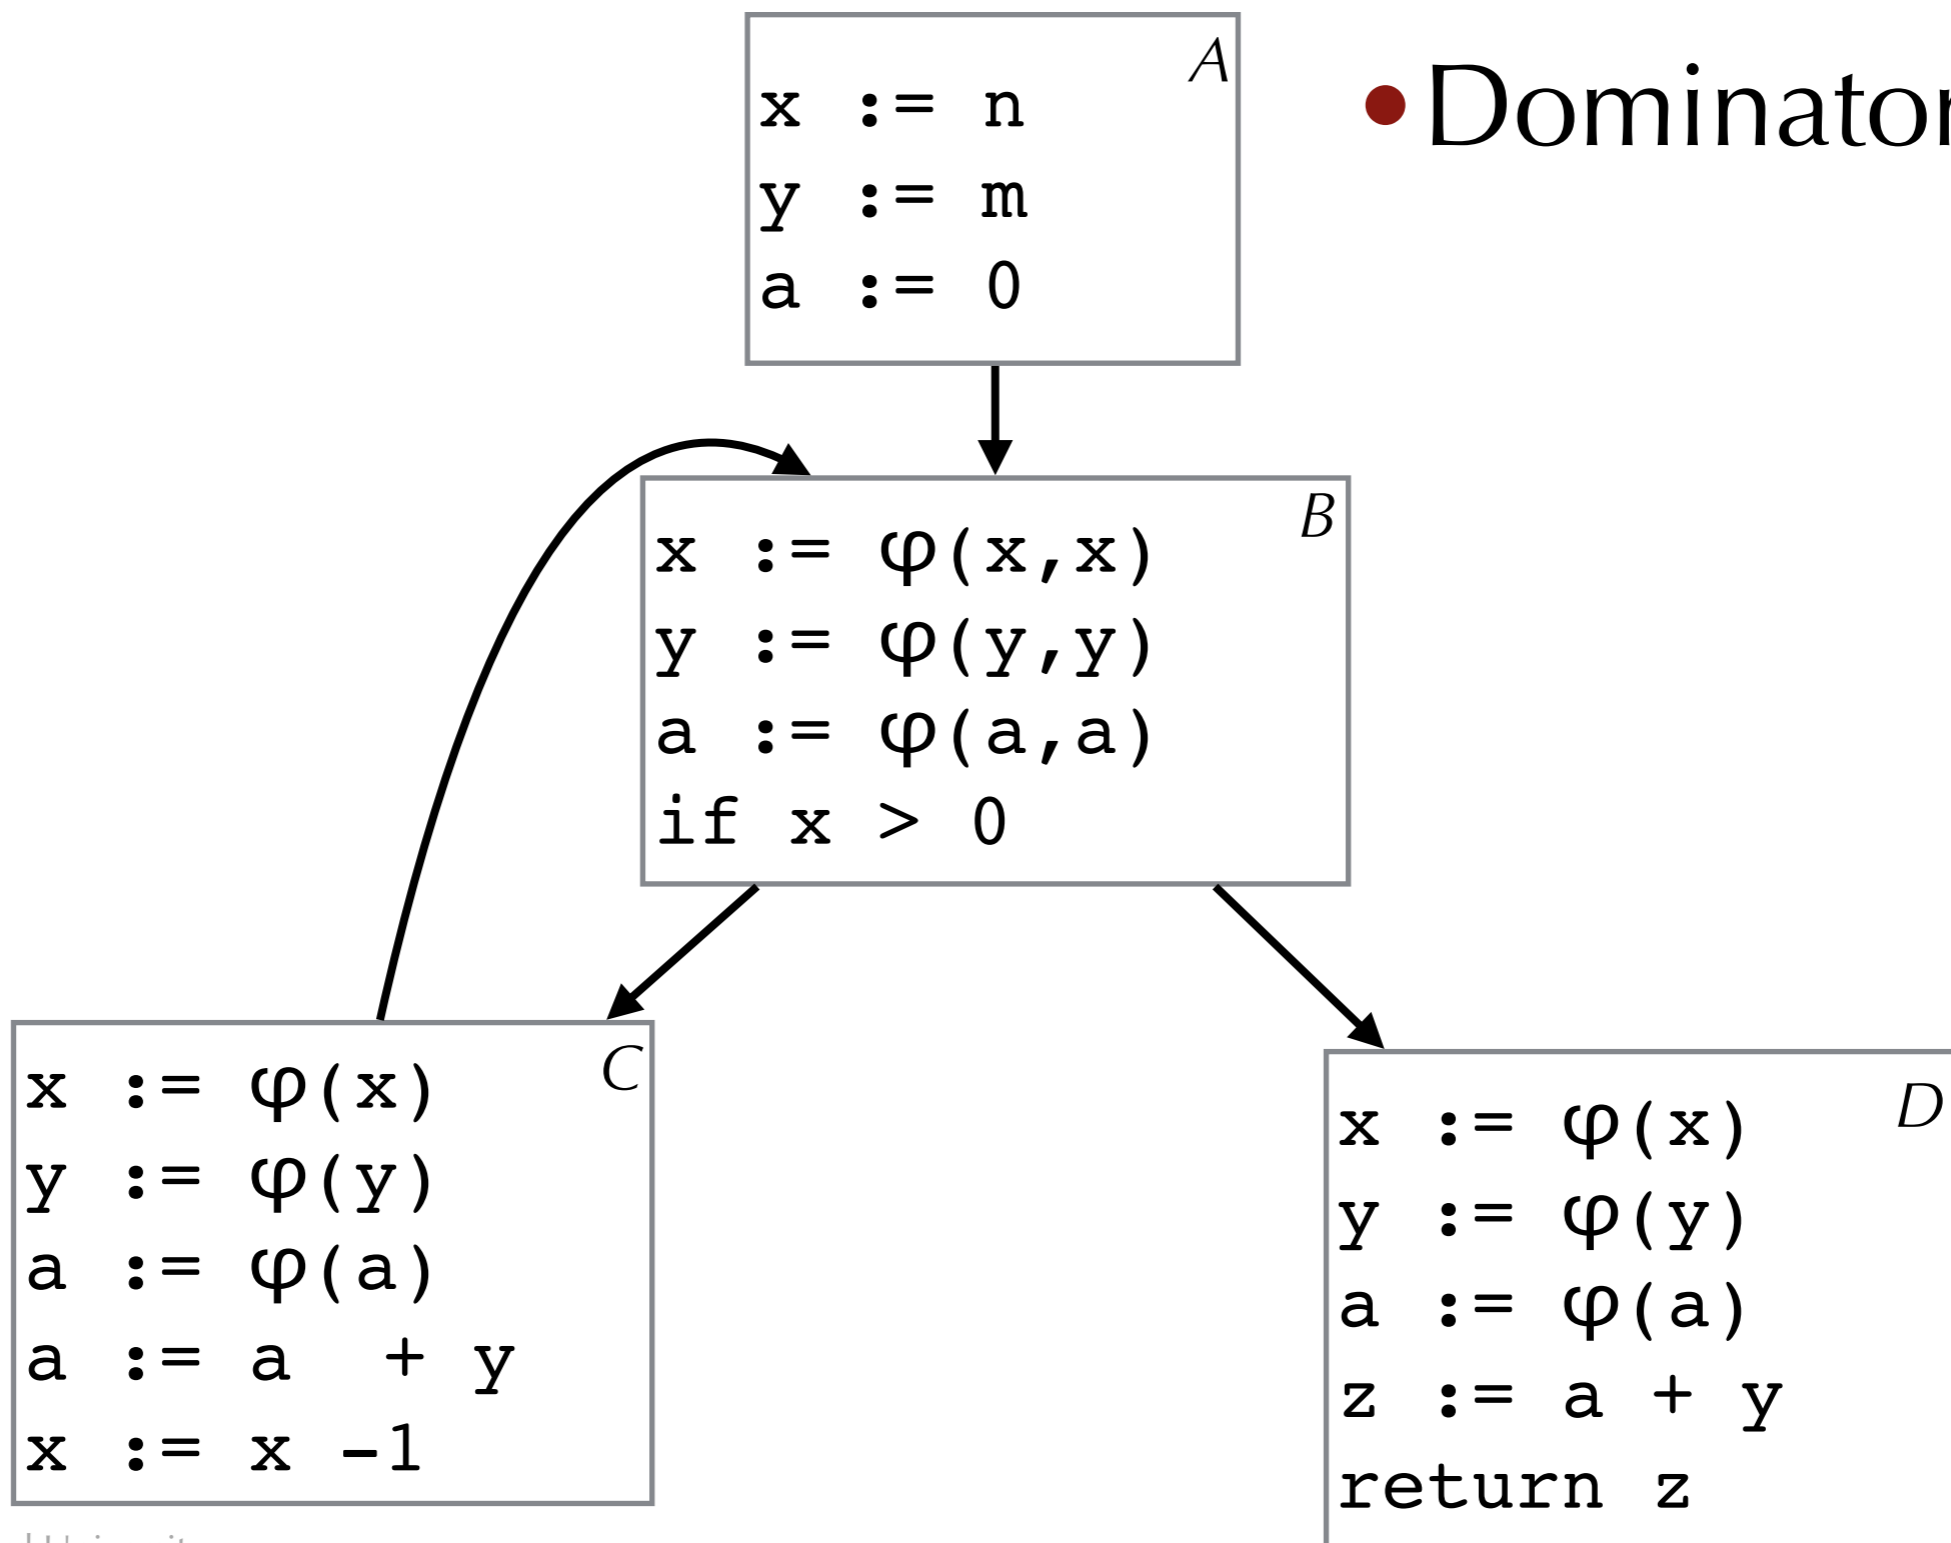 A
x := n
y := m
a := 0
•Dominator
B
x := φ(x,x)
y := φ(y,y)
a := φ(a,a)
if x > 0
C
x := φ(x)
y := φ(y)
a := φ(a)
a := a  + y
x := x -1
D
x := φ(x)
y := φ(y)
a := φ(a)
z := a + y
return z